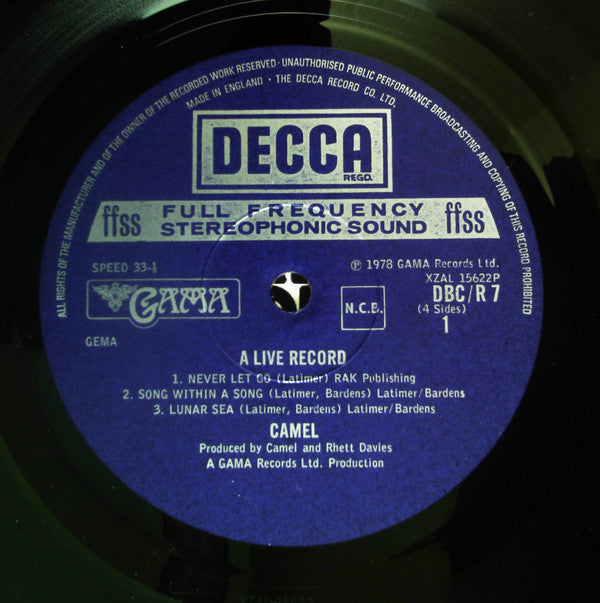 ALL RIGHTS OF THE MANUFACTURER AND OF THE OWNER OF THE RECORDED WORK RESERVED · UNAUTHORISED PUBLIC PERFORMANCE BROADCASTING AND COPYING OF THIS RECORD PROHIBITED
MADE IN ENGLAND · THE DECCA RECORD CO. LTD.
DECCA
REGD.
ffss FULL FREQUENCY STEREOPHONIC SOUND ffss
SPEED 33-⅓
℗ 1978 GAMA Records Ltd.
XZAL 15622P
GAMA
N.C.B.
DBC/R 7
(4 Sides)
1
GEMA
A LIVE RECORD
1. NEVER LET GO (Latimer) RAK Publishing
2. SONG WITHIN A SONG (Latimer, Bardens) Latimer/Bardens
3. LUNAR SEA (Latimer, Bardens) Latimer/Bardens
CAMEL
Produced by Camel and Rhett Davies
A GAMA Records Ltd. Production